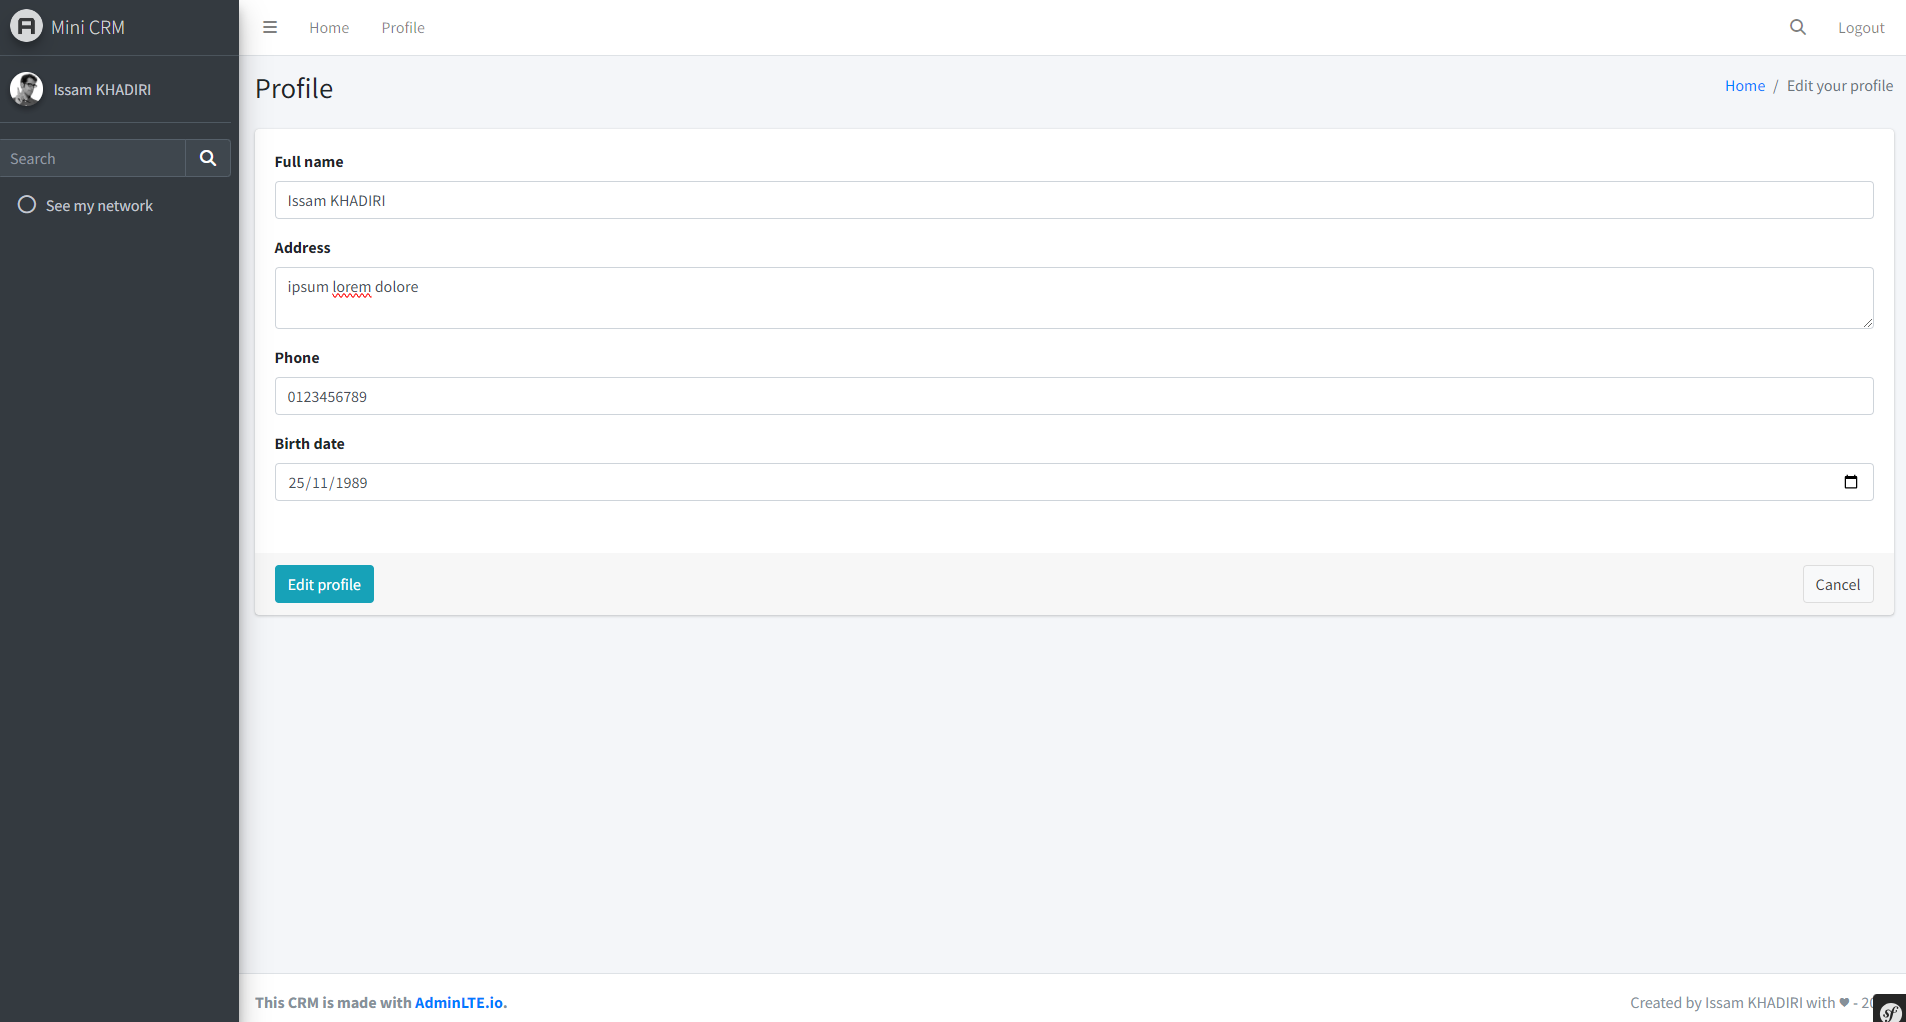 Mini CRM
Home
Profile
Logout
Issam KHADIRI
Search
See my network
Profile
Home / Edit your profile
Full name
Issam KHADIRI
Address
ipsum lorem dolore
Phone
0123456789
Birth date
25/11/1989
Edit profile
Cancel
This CRM is made with AdminLTE.io.
Created by Issam KHADIRI with ♥ -